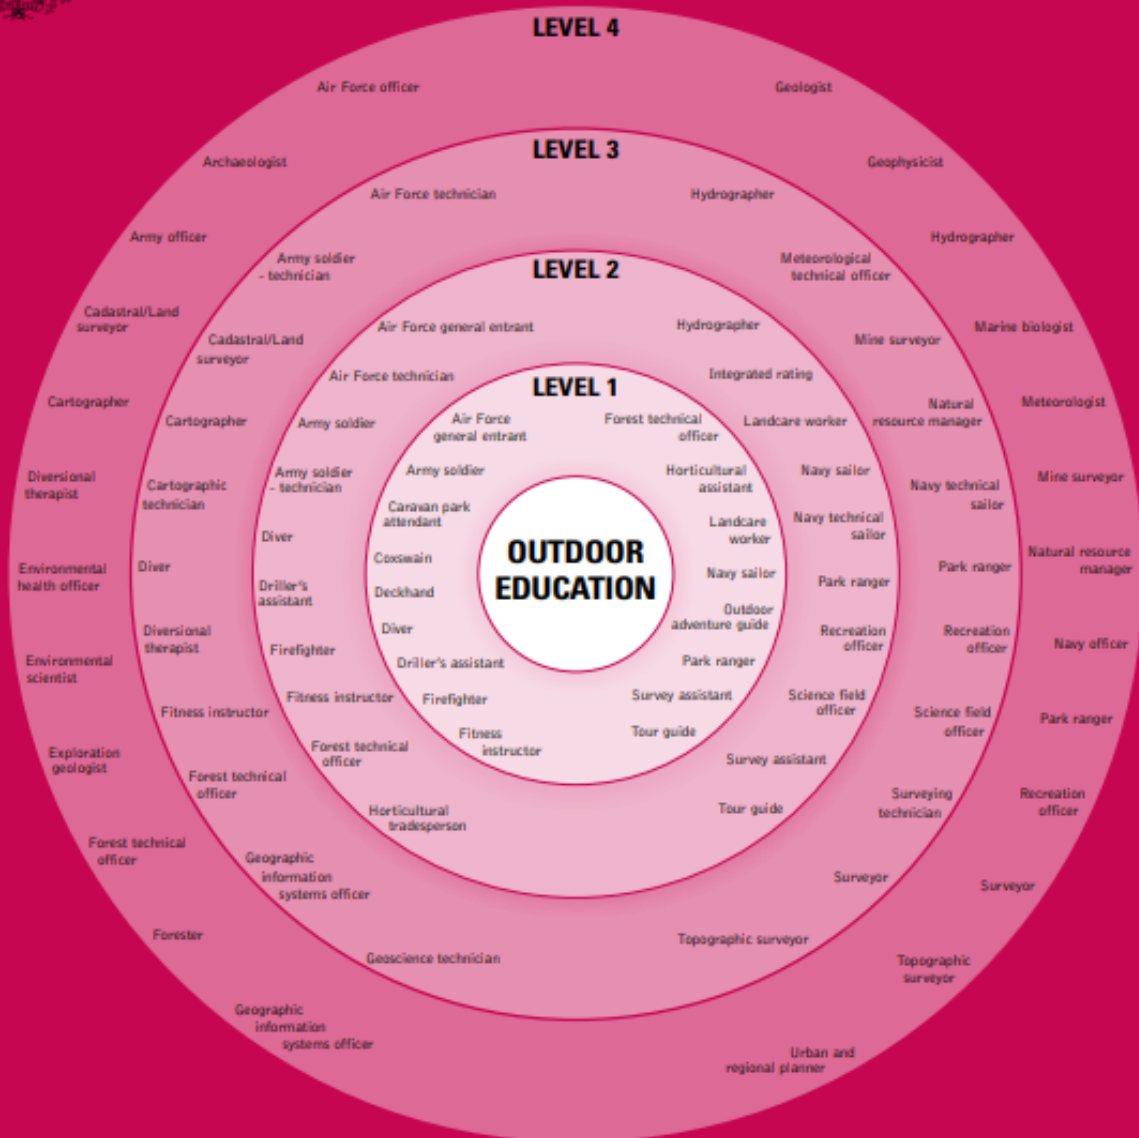 LEVEL 4
Air Force officer
Archaeologist
Army officer
Cadastral/Land
surveyor
Cartographer
Diversional
therapist
Environmental
health officer
Environmental
scientist
Exploration
geologist
Forest technical
officer
Forester
Geographic
information
systems officer
Geologist
Geophysicist
Hydrographer
Marine biologist
Meteorologist
Mine surveyor
Natural resource
manager
Navy officer
Park ranger
Recreation
officer
Surveyor
Topographic
surveyor
Urban and
regional planner
LEVEL 3
Air Force technician
Army soldier
- technician
Cadastral/Land
surveyor
Cartographer
Cartographic
technician
Diver
Diversional
therapist
Fitness instructor
Forest technical
officer
Geographic
information
systems officer
Geoscience technician
Hydrographer
Meteorological
technical officer
Mine surveyor
Natural
resource manager
Navy technical
sailor
Park ranger
Recreation
officer
Science field
officer
Surveying
technician
Surveyor
Topographic surveyor
LEVEL 2
Air Force general entrant
Air Force technician
Army soldier
Army soldier
- technician
Diver
Driller's
assistant
Firefighter
Fitness instructor
Forest technical
officer
Horticultural
tradesperson
Hydrographer
Integrated rating
Landcare worker
Navy sailor
Navy technical
sailor
Park ranger
Recreation
officer
Science field
officer
Survey assistant
Tour guide
LEVEL 1
Air Force
general entrant
Army soldier
Caravan park
attendant
Coxswain
Deckhand
Diver
Driller's assistant
Firefighter
Fitness
instructor
Forest technical
officer
Horticultural
assistant
Landcare
worker
Navy sailor
Outdoor
adventure guide
Park ranger
Survey assistant
Tour guide
OUTDOOR
EDUCATION